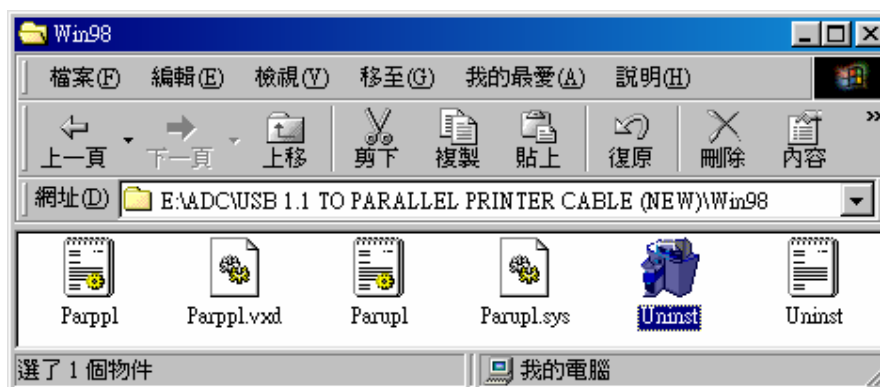 Win98
檔案(F) 編輯(E) 檢視(V) 移至(G) 我的最愛(A) 說明(H)
上一頁 下一頁 上移 剪下 複製 貼上 復原 刪除 內容 »
網址(D) E:\ADC\USB 1.1 TO PARALLEL PRINTER CABLE (NEW)\Win98
Parppl Parppl.vxd Parupl Parupl.sys Uninst Uninst
選了 1 個物件 我的電腦